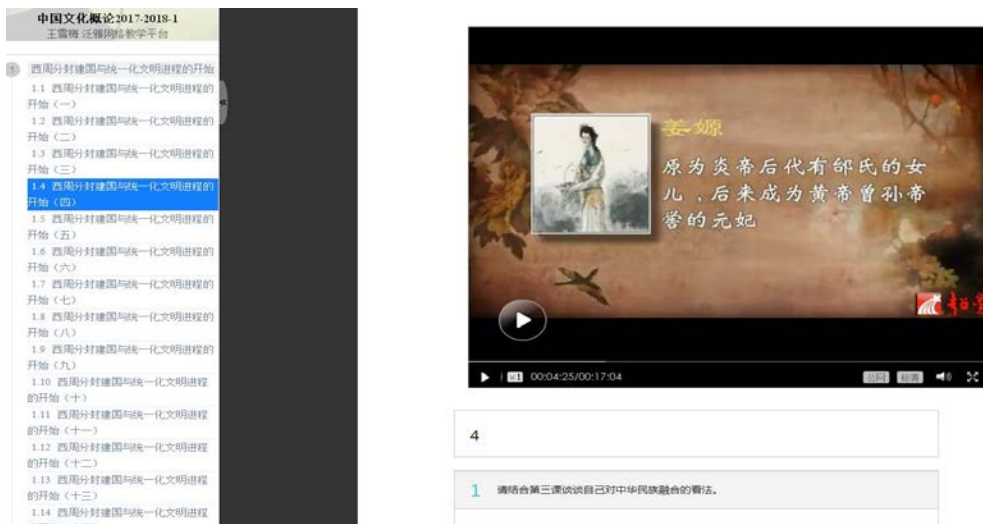 中国文化概论2017-2018-1
王雪梅 泛雅网络教学平台
1 西周分封建国与统一化文明进程的开始
1.1 西周分封建国与统一化文明进程的
开始（一）
1.2 西周分封建国与统一化文明进程的
开始（二）
1.3 西周分封建国与统一化文明进程的
开始（三）
1.4 西周分封建国与统一化文明进程的
开始（四）
1.5 西周分封建国与统一化文明进程的
开始（五）
1.6 西周分封建国与统一化文明进程的
开始（六）
1.7 西周分封建国与统一化文明进程的
开始（七）
1.8 西周分封建国与统一化文明进程的
开始（八）
1.9 西周分封建国与统一化文明进程的
开始（九）
1.10 西周分封建国与统一化文明进程
的开始（十）
1.11 西周分封建国与统一化文明进程
的开始（十一）
1.12 西周分封建国与统一化文明进程
的开始（十二）
1.13 西周分封建国与统一化文明进程
的开始（十三）
1.14 西周分封建国与统一化文明进程
姜嫄
原为炎帝后代有邰氏的女
儿，后来成为黄帝曾孙帝
喾的元妃
x1 00:04:25/00:17:04 公网 标清
4
1 请结合第三课谈谈自己对中华民族融合的看法。